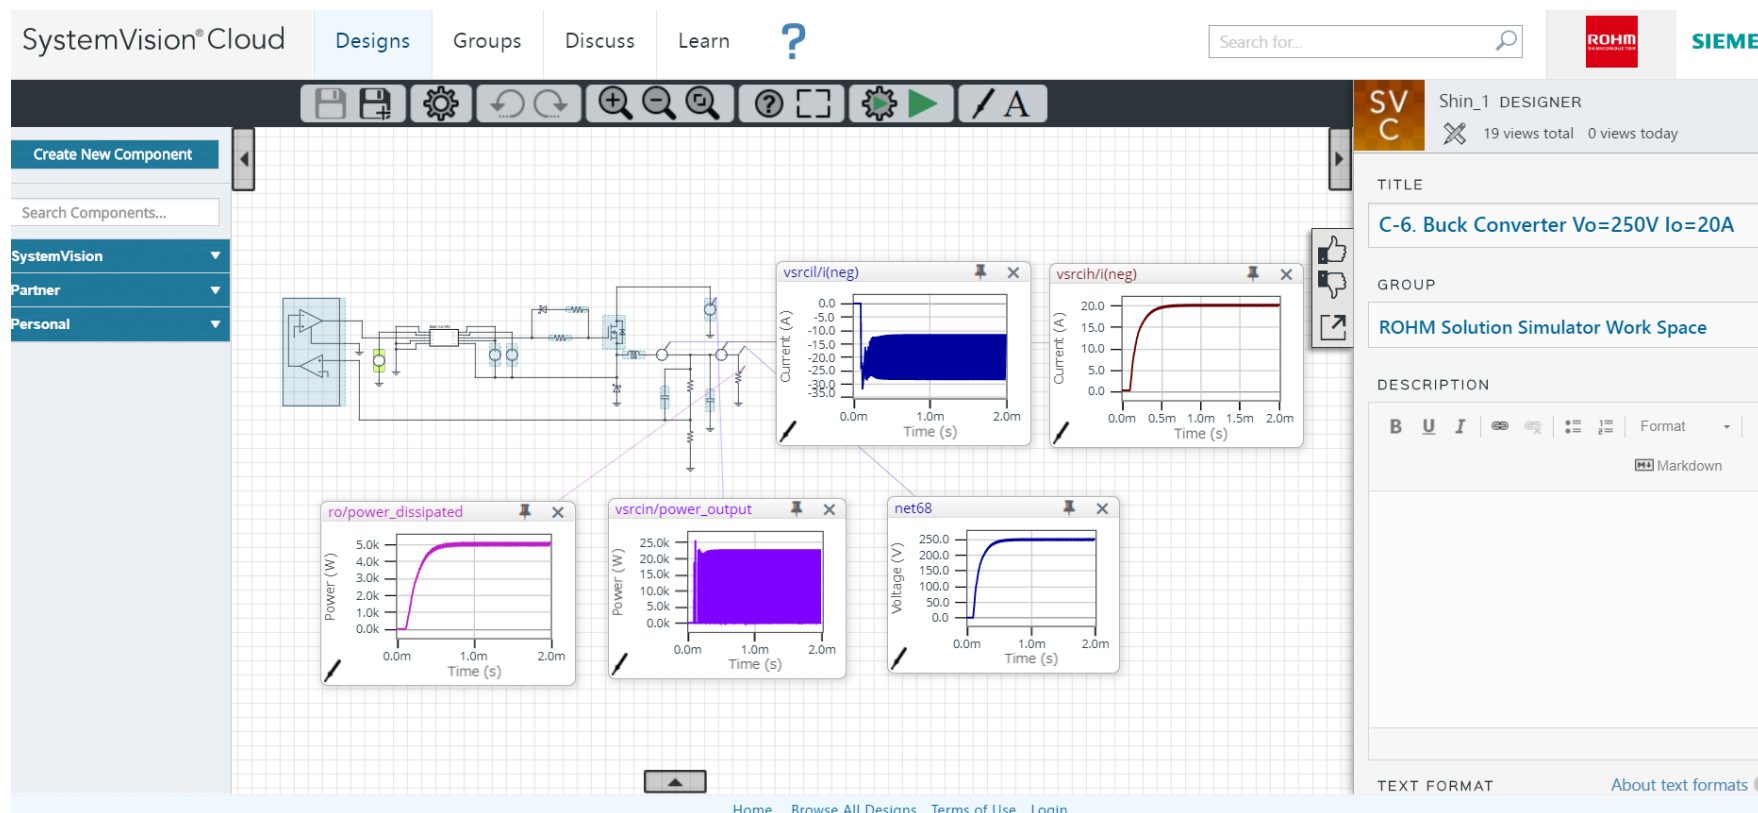 SystemVision® Cloud
Designs
Groups
Discuss
Learn
?
Search for...
ROHM
SEMICONDUCTOR
SIEME
Create New Component
Search Components...
SystemVision
Partner
Personal
A
vsrcil/i(neg)
Current (A)
0.0
-5.0
-10.0
-15.0
-20.0
-25.0
-30.0
-35.0
0.0m 1.0m 2.0m
Time (s)
vsrcih/i(neg)
Current (A)
20.0
15.0
10.0
5.0
0.0
0.0m 0.5m 1.0m 1.5m 2.0m
Time (s)
ro/power_dissipated
Power (W)
5.0k
4.0k
3.0k
2.0k
1.0k
0.0k
0.0m 1.0m 2.0m
Time (s)
vsrcin/power_output
Power (W)
25.0k
20.0k
15.0k
10.0k
5.0k
0.0k
0.0m 1.0m 2.0m
Time (s)
net68
Voltage (V)
250.0
200.0
150.0
100.0
50.0
0.0
0.0m 1.0m 2.0m
Time (s)
SV
C
Shin_1 DESIGNER
19 views total 0 views today
TITLE
C-6. Buck Converter Vo=250V Io=20A
GROUP
ROHM Solution Simulator Work Space
DESCRIPTION
B U I Format
Markdown
TEXT FORMAT
About text formats
Home Browse All Designs Terms of Use Login